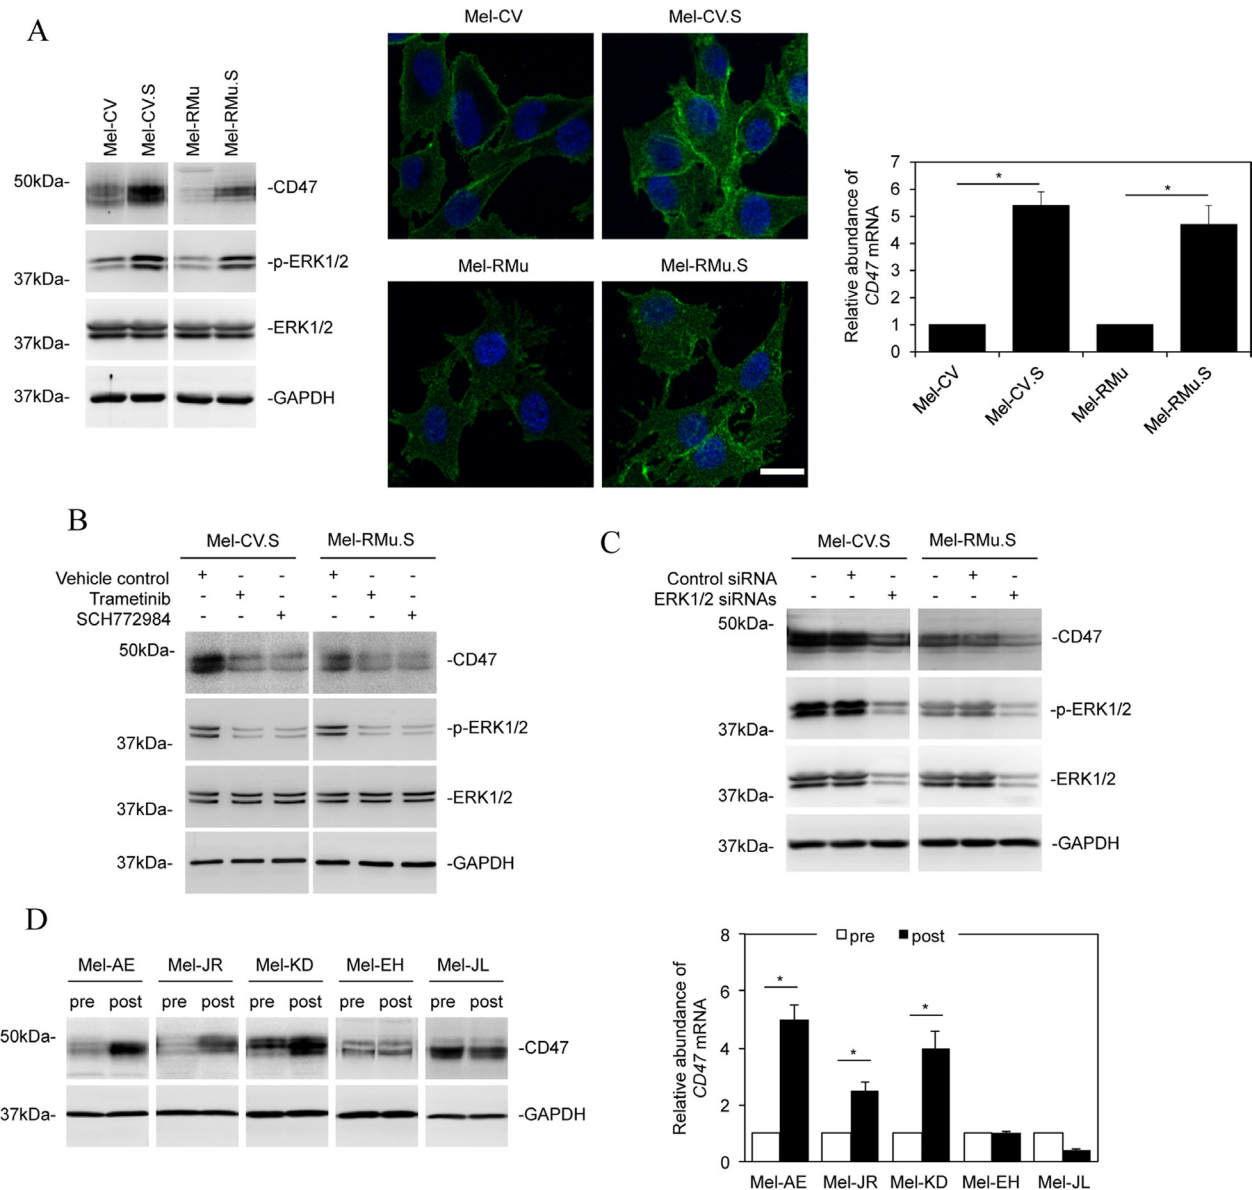 A
Mel-CV
Mel-CV.S
Mel-RMu
Mel-RMu.S
50kDa-
-CD47
-p-ERK1/2
37kDa-
-ERK1/2
37kDa-
37kDa-
-GAPDH
Mel-CV
Mel-CV.S
Mel-RMu
Mel-RMu.S
Relative abundance of
CD47 mRNA
7
6
5
4
3
2
1
0
Mel-CV
Mel-CV.S
Mel-RMu
Mel-RMu.S
*
*
B
Mel-CV.S
Mel-RMu.S
Vehicle control + - - + - -
Trametinib - + - - + -
SCH772984 - - + - - +
50kDa-
-CD47
-p-ERK1/2
37kDa-
-ERK1/2
37kDa-
37kDa-
-GAPDH
C
Mel-CV.S
Mel-RMu.S
Control siRNA - + - - + -
ERK1/2 siRNAs - - + - - +
50kDa-
-CD47
-p-ERK1/2
37kDa-
-ERK1/2
37kDa-
37kDa-
-GAPDH
D
Mel-AE Mel-JR Mel-KD Mel-EH Mel-JL
pre post pre post pre post pre post pre post
50kDa-
-CD47
37kDa-
-GAPDH
Relative abundance of
CD47 mRNA
8
6
4
2
0
pre post
*
*
*
Mel-AE Mel-JR Mel-KD Mel-EH Mel-JL